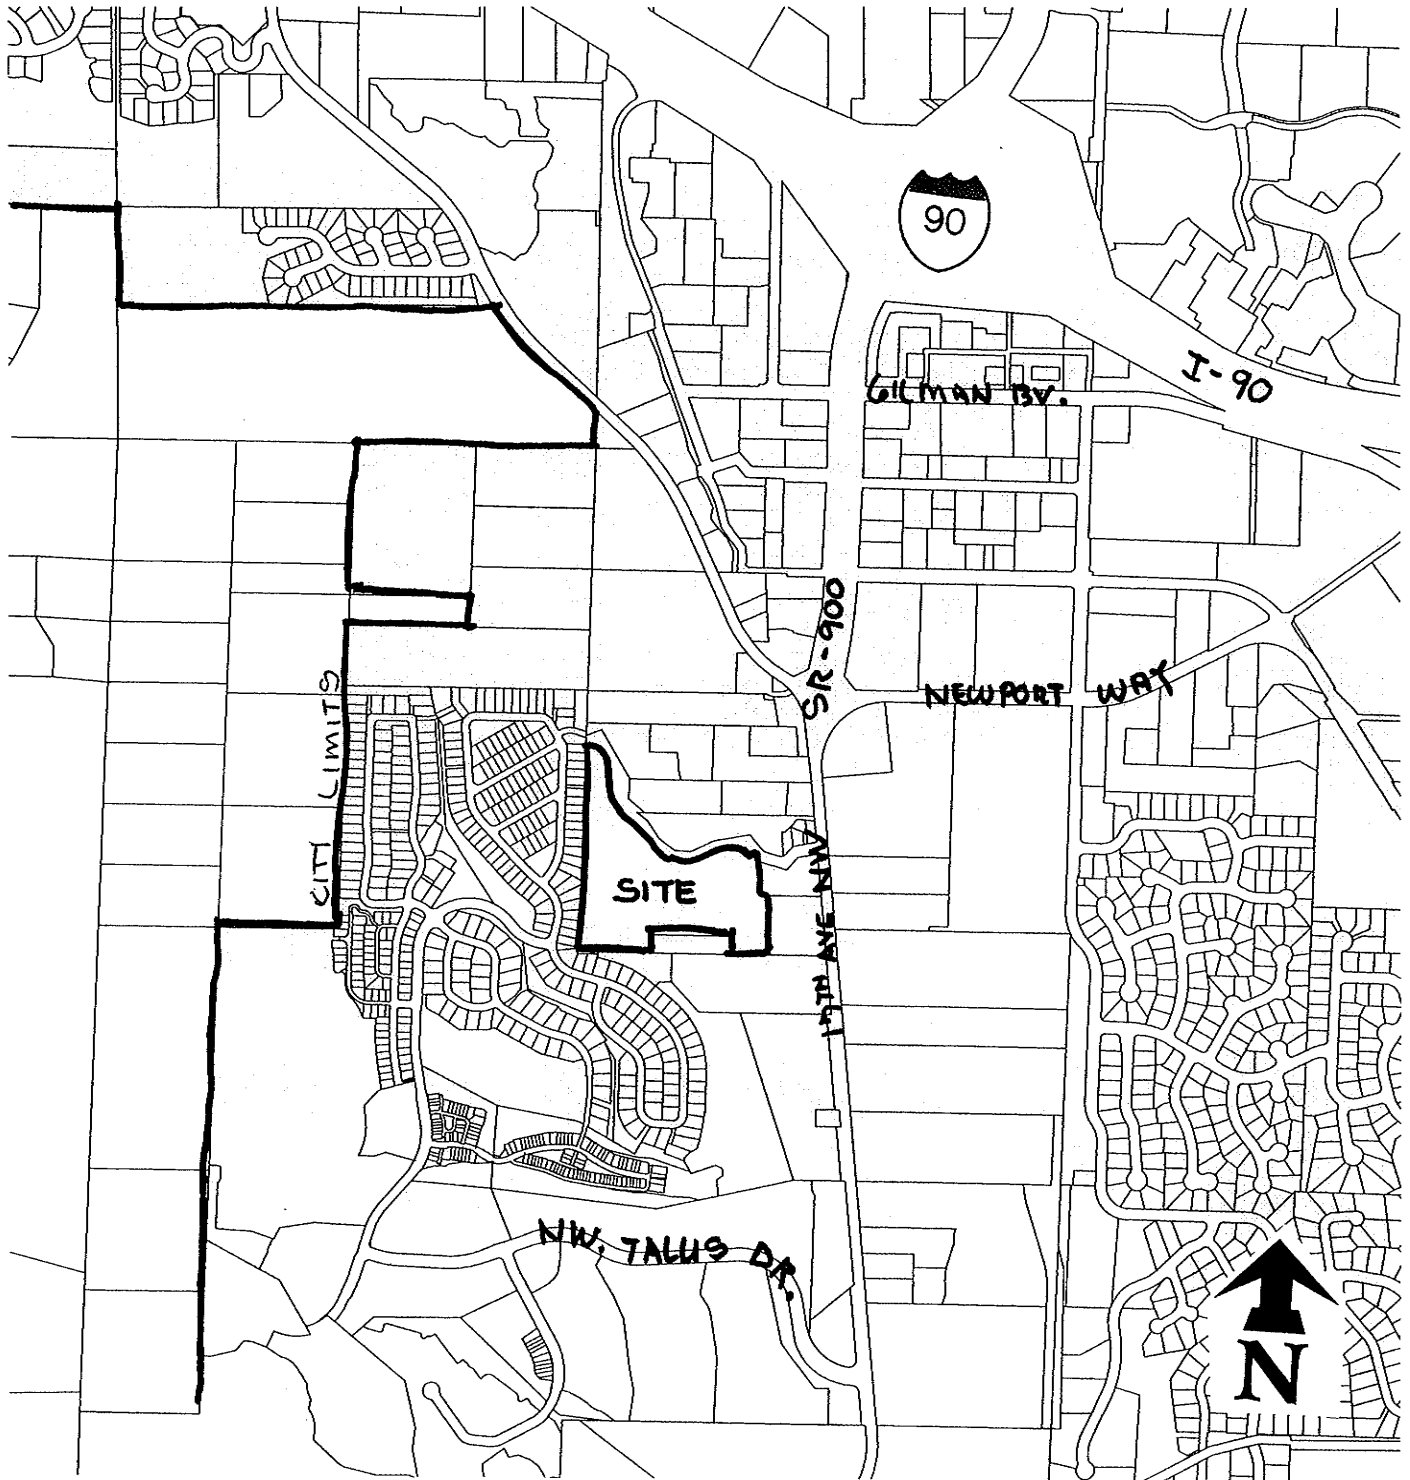 90
I-90
GILMAN BV.
SR-900
NEWPORT WAY
CITY LIMITS
SITE
17TH AVE NW
NW. TALUS DR.
N